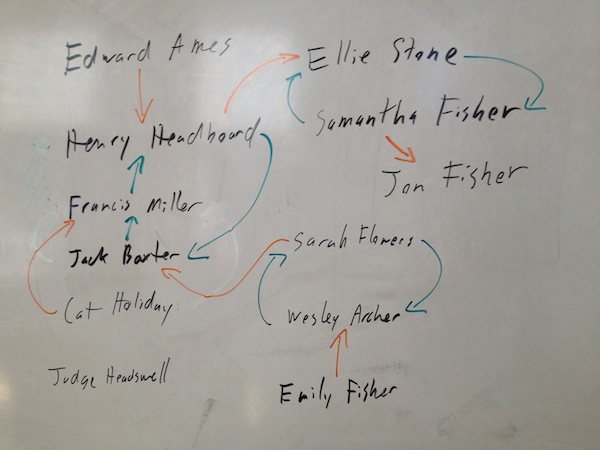 Edward Ames
Ellie Stone
Samantha Fisher
Henry Headboard
Jon Fisher
Francis Miller
Sarah Flowers
Jack Baxter
Cat Holiday
Wesley Archer
Judge Headswell
Emily Fisher